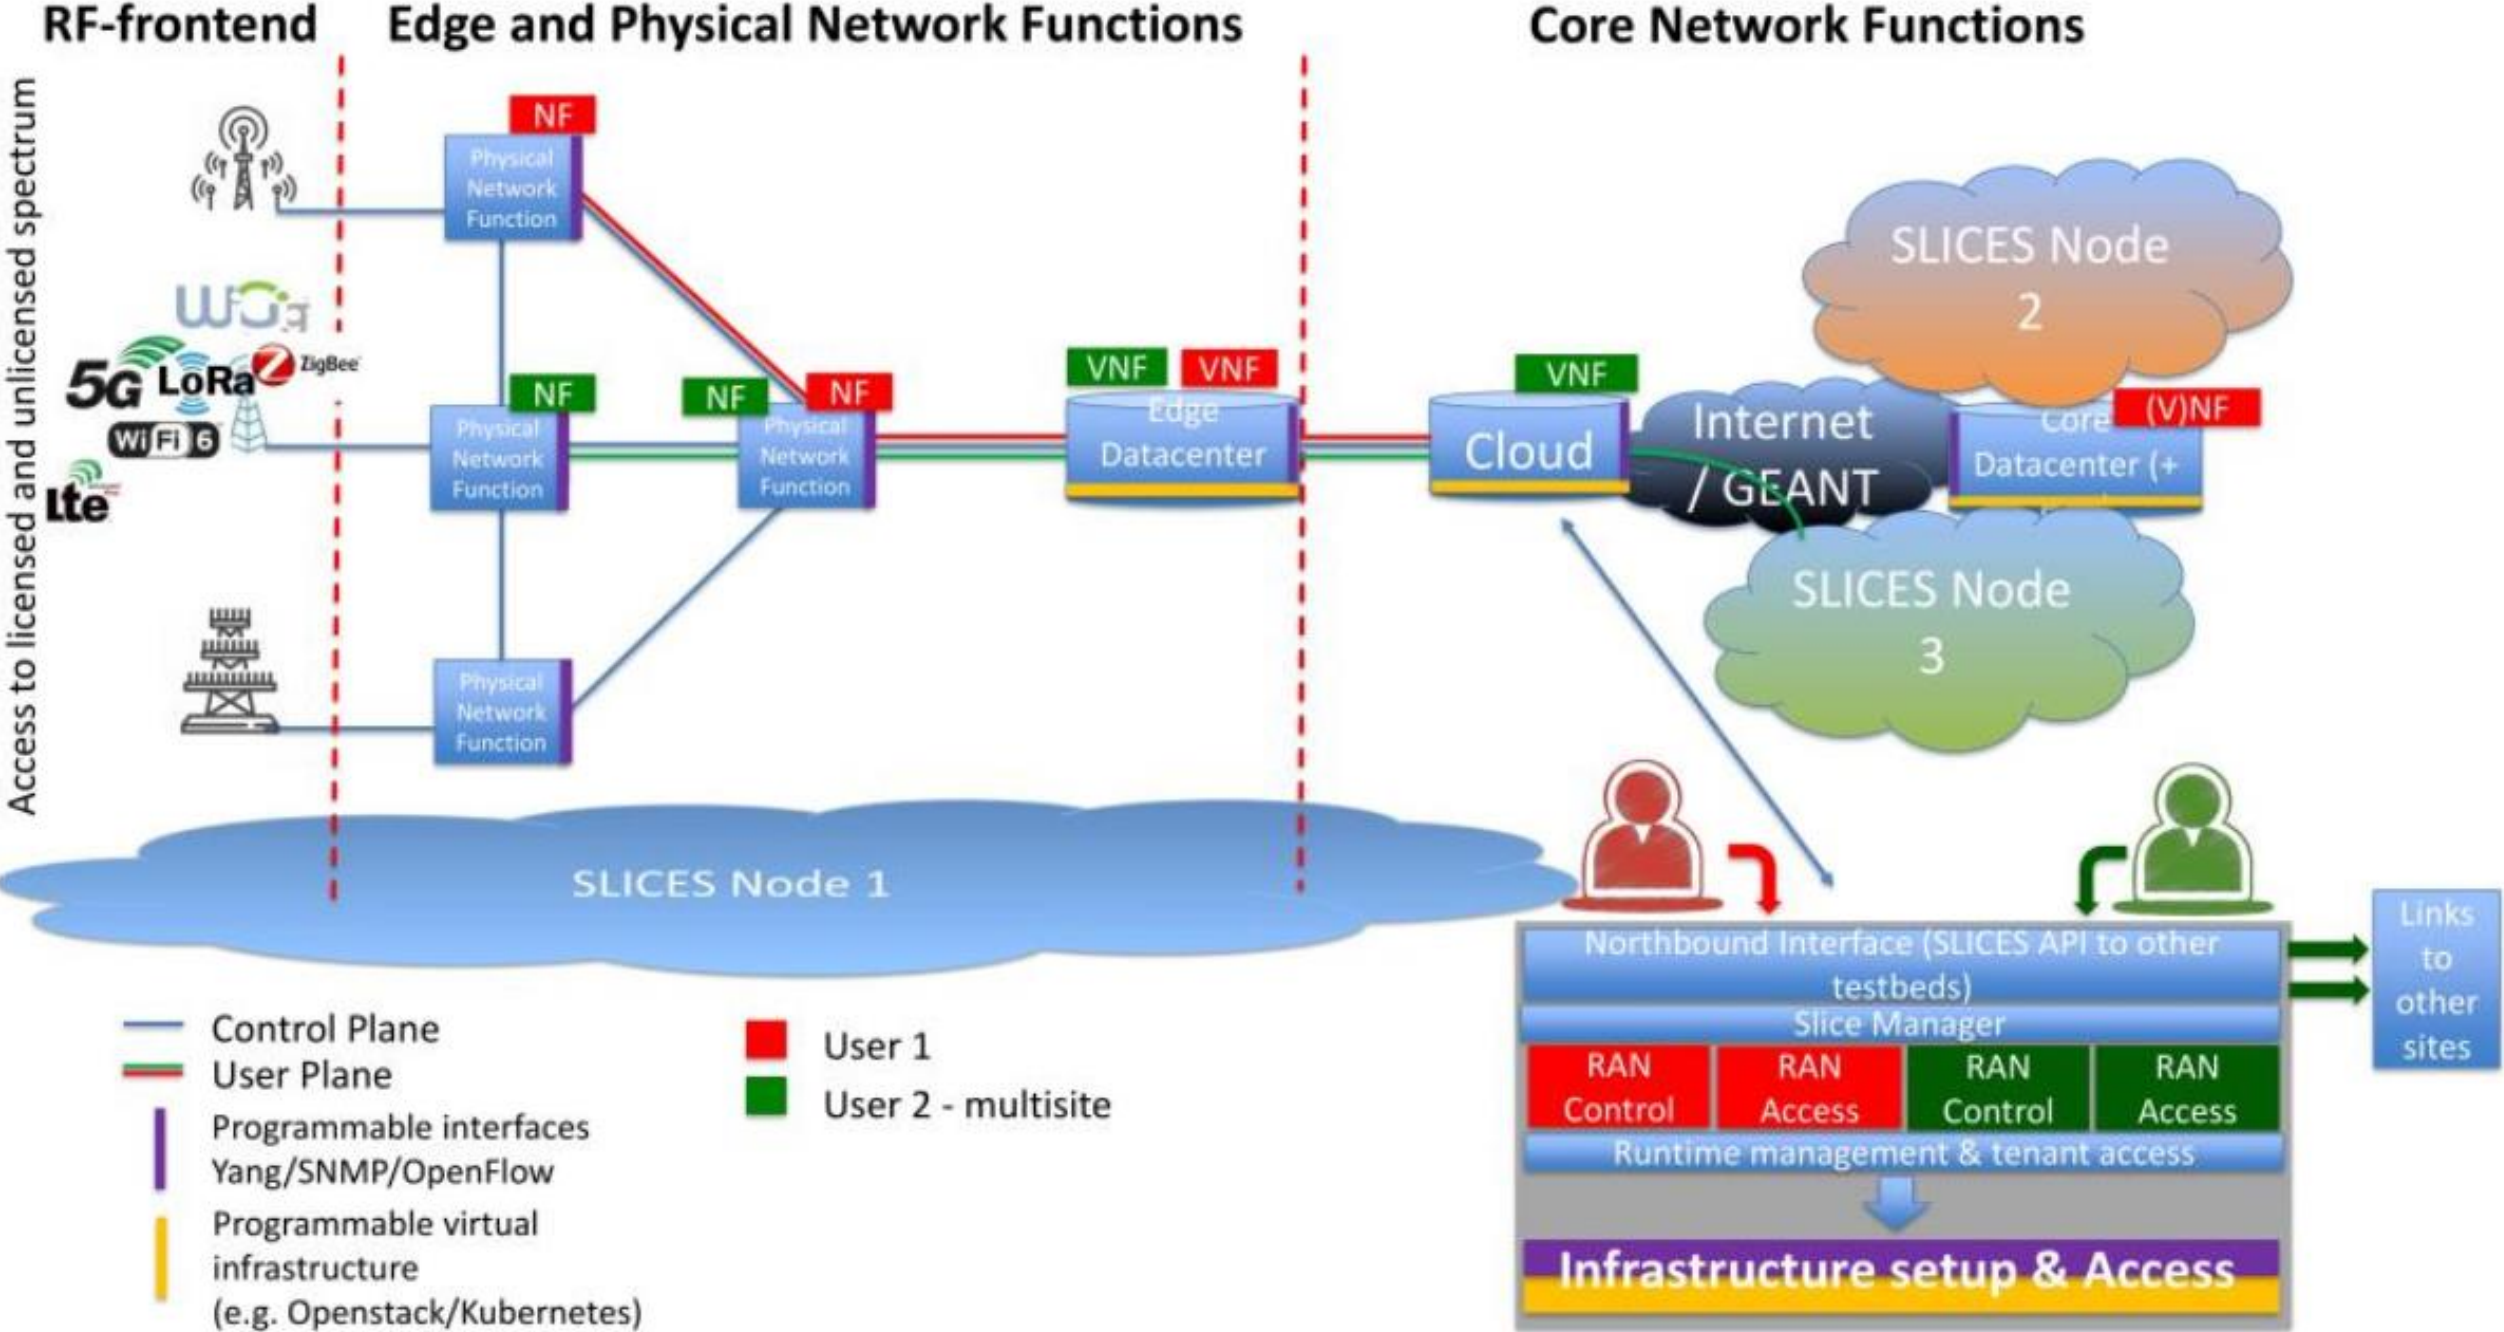 RF-frontend
Edge and Physical Network Functions
Core Network Functions
Access to licensed and unlicensed spectrum
NF
Physical
Network
Function
5G
LoRa
ZigBee
WiFi 6
lte
NF
Physical
Network
Function
NF
NF
Physical
Network
Function
Physical
Network
Function
VNF
VNF
Edge
Datacenter
VNF
Cloud
Internet
/ GEANT
SLICES Node
2
(V)NF
Core
Datacenter (+
SLICES Node
3
SLICES Node 1
Control Plane
User Plane
Programmable interfaces
Yang/SNMP/OpenFlow
Programmable virtual
infrastructure
(e.g. Openstack/Kubernetes)
User 1
User 2 - multisite
Northbound Interface (SLICES API to other
testbeds)
Slice Manager
RAN
Control
RAN
Access
RAN
Control
RAN
Access
Runtime management & tenant access
Infrastructure setup & Access
Links
to
other
sites